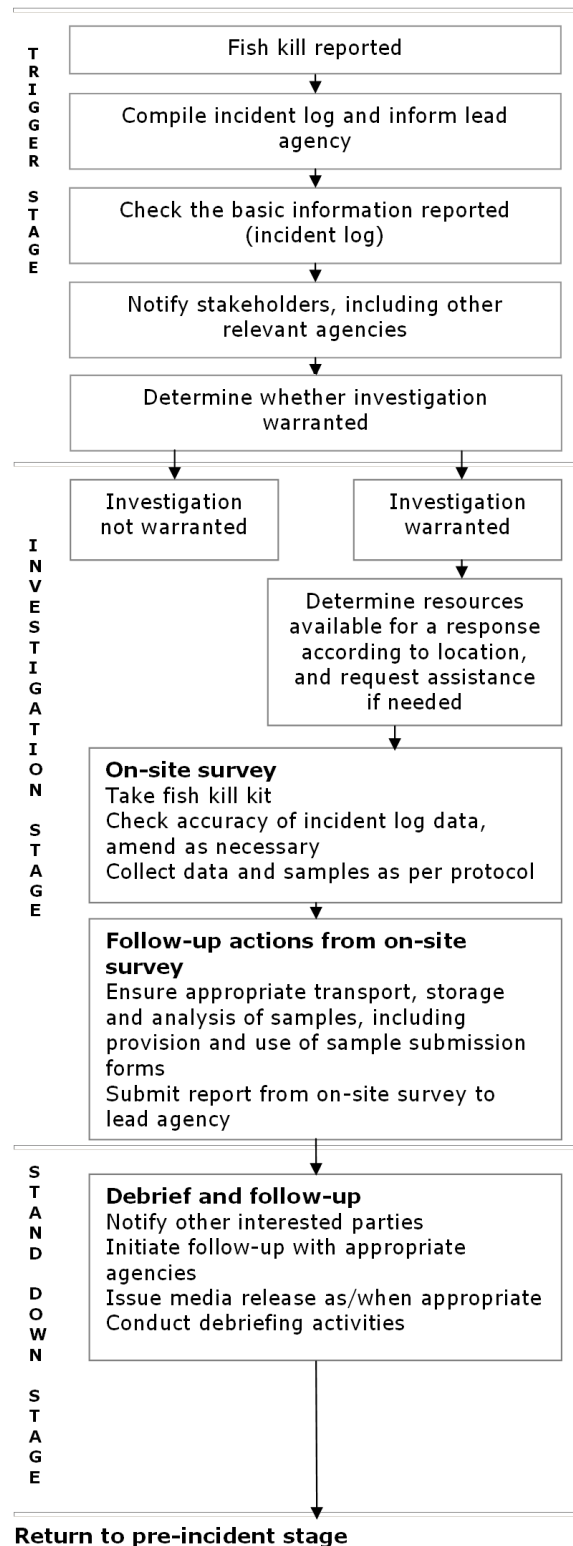 TRIGGER STAGE
Fish kill reported
Compile incident log and inform lead
agency
Check the basic information reported
(incident log)
Notify stakeholders, including other
relevant agencies
Determine whether investigation
warranted
INVESTIGATION STAGE
Investigation
not warranted
Investigation
warranted
Determine resources
available for a response
according to location,
and request assistance
if needed
On-site survey
Take fish kill kit
Check accuracy of incident log data,
amend as necessary
Collect data and samples as per protocol
Follow-up actions from on-site
survey
Ensure appropriate transport, storage
and analysis of samples, including
provision and use of sample submission
forms
Submit report from on-site survey to
lead agency
STAND DOWN STAGE
Debrief and follow-up
Notify other interested parties
Initiate follow-up with appropriate
agencies
Issue media release as/when appropriate
Conduct debriefing activities
Return to pre-incident stage